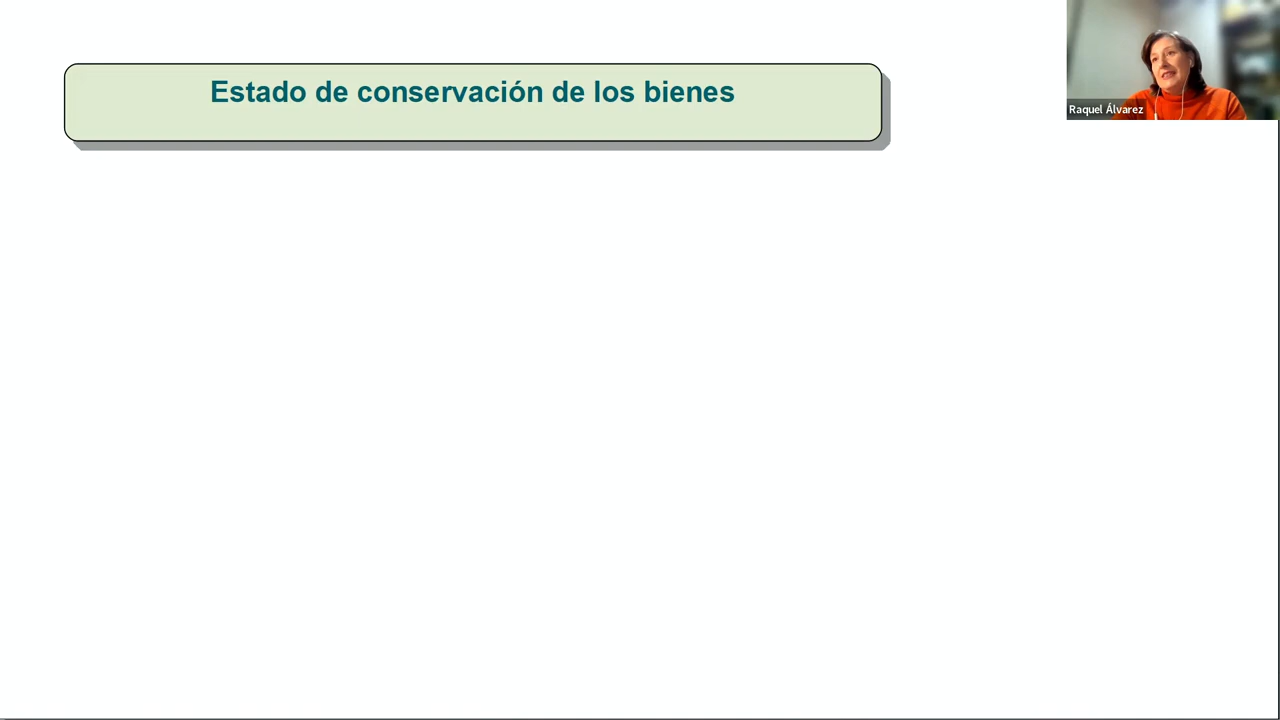 Estado de conservación de los bienes
Raquel Álvarez